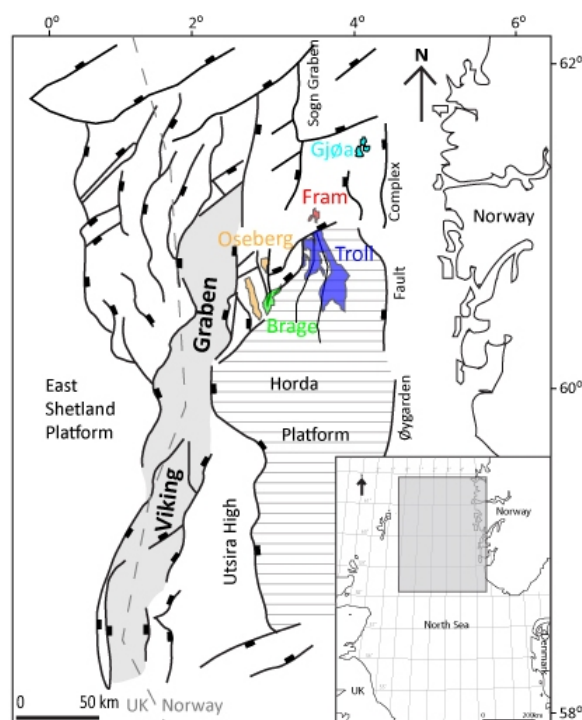 0°
2°
4°
6°
62°
N
Sogn Graben
Gjøa
Complex
Fram
Norway
Oseberg
Troll
Fault
Graben
Brage
60°
East
Shetland
Platform
Horda
Platform
Øygarden
Viking
Utsira High
Norway
North Sea
Denmark
UK
0 50 km
UK Norway
58°